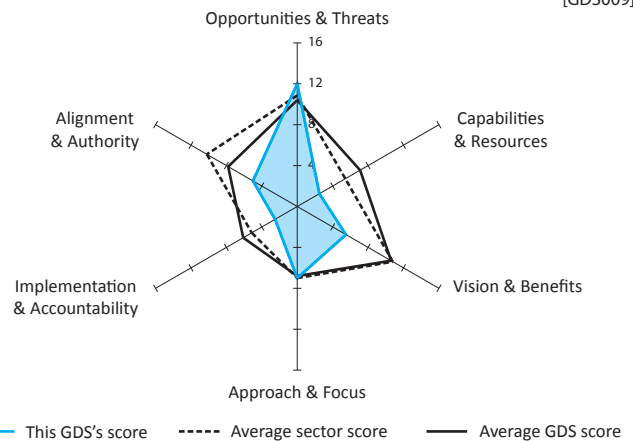 [GDS009]
Opportunities & Threats
16
12
8
4
Alignment
& Authority
Capabilities
& Resources
Implementation
& Accountability
Vision & Benefits
Approach & Focus
This GDS's score
Average sector score
Average GDS score